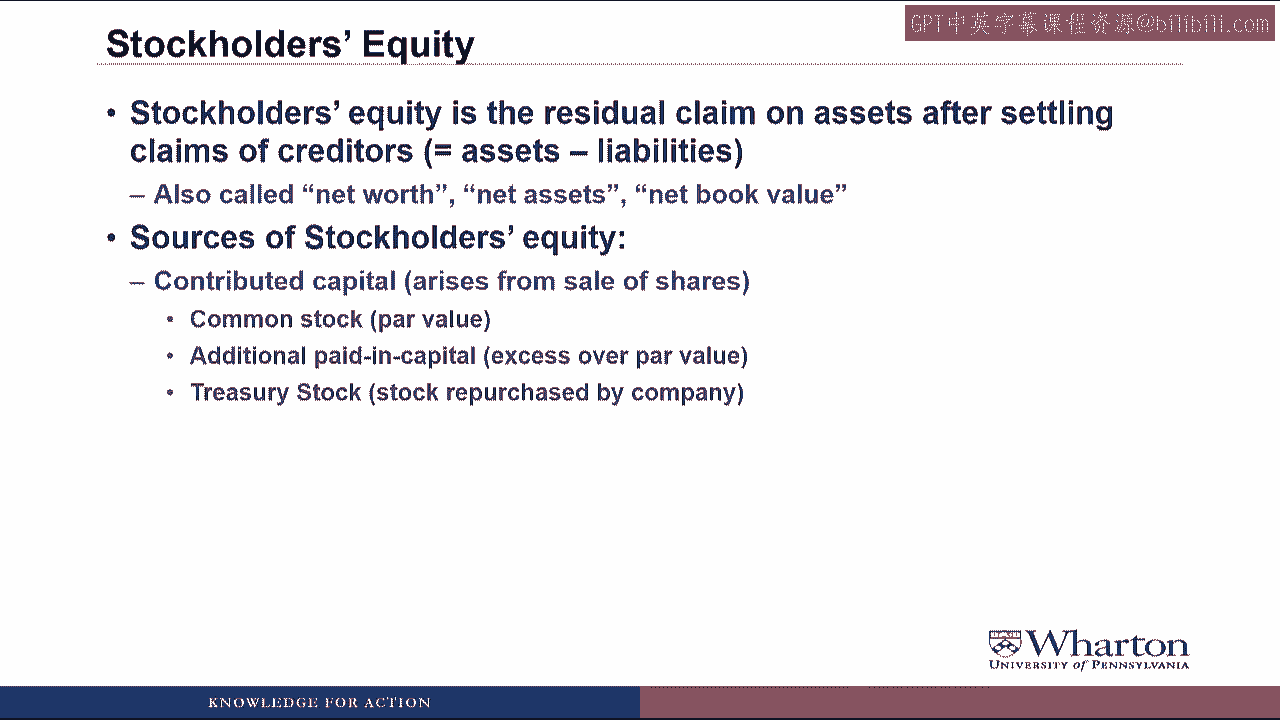 GPT中英字幕课程资源@bilibili.com
Stockholders’ Equity
• Stockholders’ equity is the residual claim on assets after settling
claims of creditors (= assets – liabilities)
– Also called “net worth”, “net assets”, “net book value”
• Sources of Stockholders’ equity:
– Contributed capital (arises from sale of shares)
• Common stock (par value)
• Additional paid-in-capital (excess over par value)
• Treasury Stock (stock repurchased by company)
Wharton
UNIVERSITY of PENNSYLVANIA
KNOWLEDGE FOR ACTION